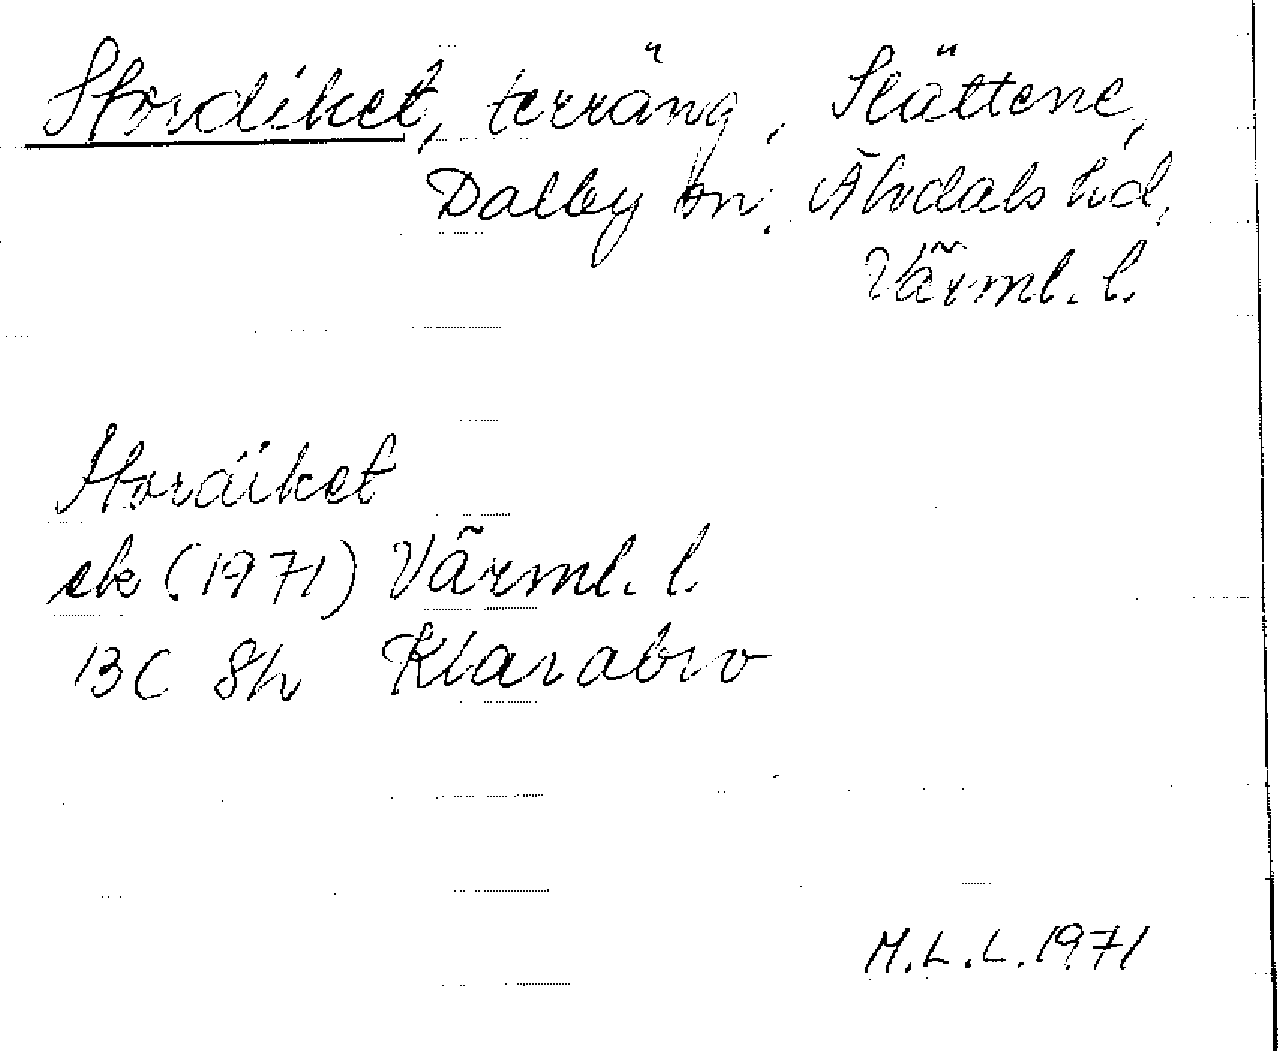 Stordiket, terräng, Slättene,
Dalby sn. Älvdals hd,
Värml. l.
Stordiket
ek (1971) Värml. l.
13C 8h Klarabro
M.L.L. 1971